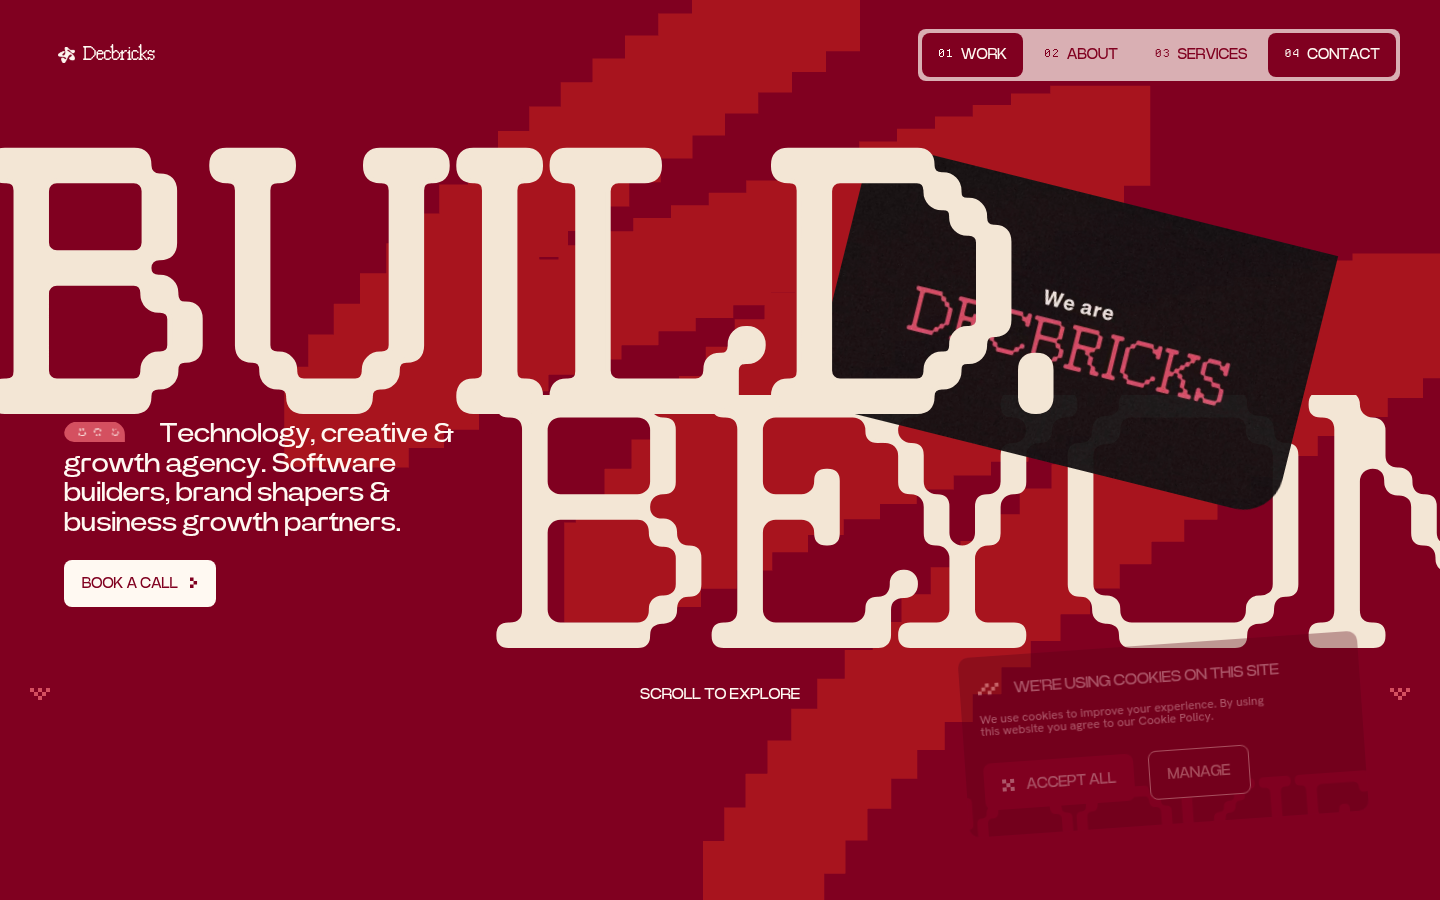 Decbricks
01 WORK
02 ABOUT
03 SERVICES
04 CONTACT
BUILD,
We are
DECBRICKS
BEYON
Technology, creative &
growth agency. Software
builders, brand shapers &
business growth partners.
BOOK A CALL
SCROLL TO EXPLORE
WE'RE USING COOKIES ON THIS SITE
We use cookies to improve your experience. By using
this website you agree to our Cookie Policy.
ACCEPT ALL
MANAGE